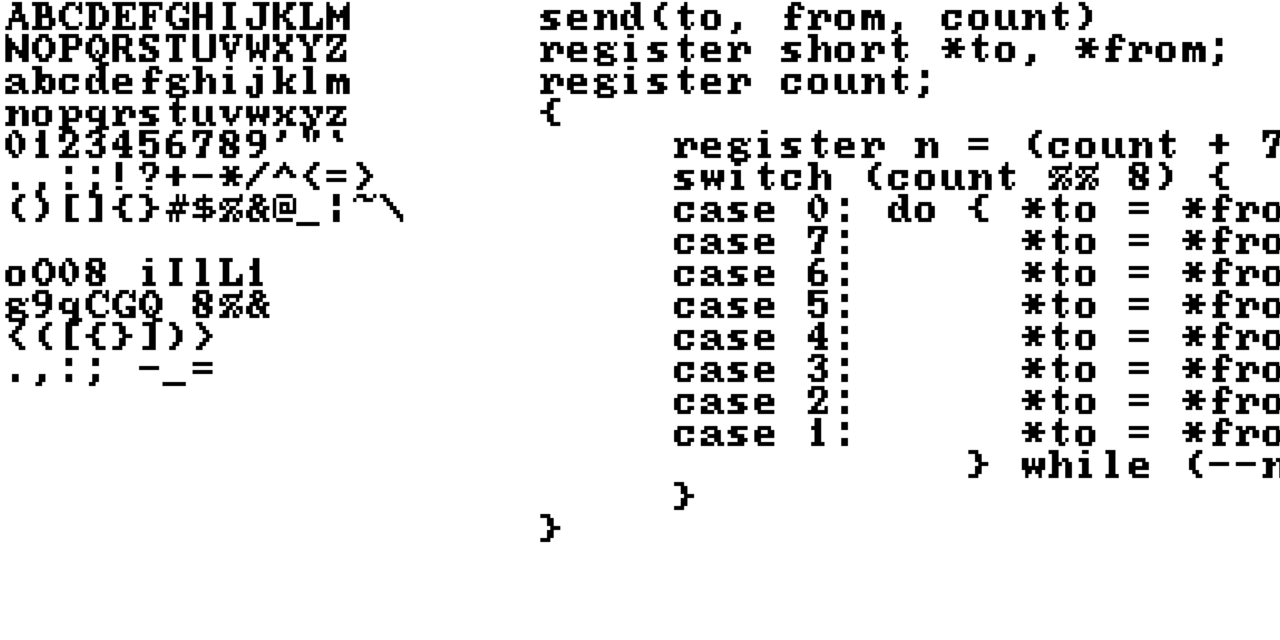 ABCDEFGHIJKLM
NOPQRSTUVWXYZ
abcdefghijklm
nopqrstuvwxyz
0123456789'"`
.,:;!?+-*/^<=>
()[]{}#$%&@_|~\
oO08 iIlL1
g9qCGQ 8%&
<([{}])>
.,:; -_=
send(to, from, count)
register short *to, *from;
register count;
{
     register n = (count + 7
     switch (count %% 8) {
     case 0: do { *to = *fro
     case 7:      *to = *fro
     case 6:      *to = *fro
     case 5:      *to = *fro
     case 4:      *to = *fro
     case 3:      *to = *fro
     case 2:      *to = *fro
     case 1:      *to = *fro
                } while (--n
     }
}